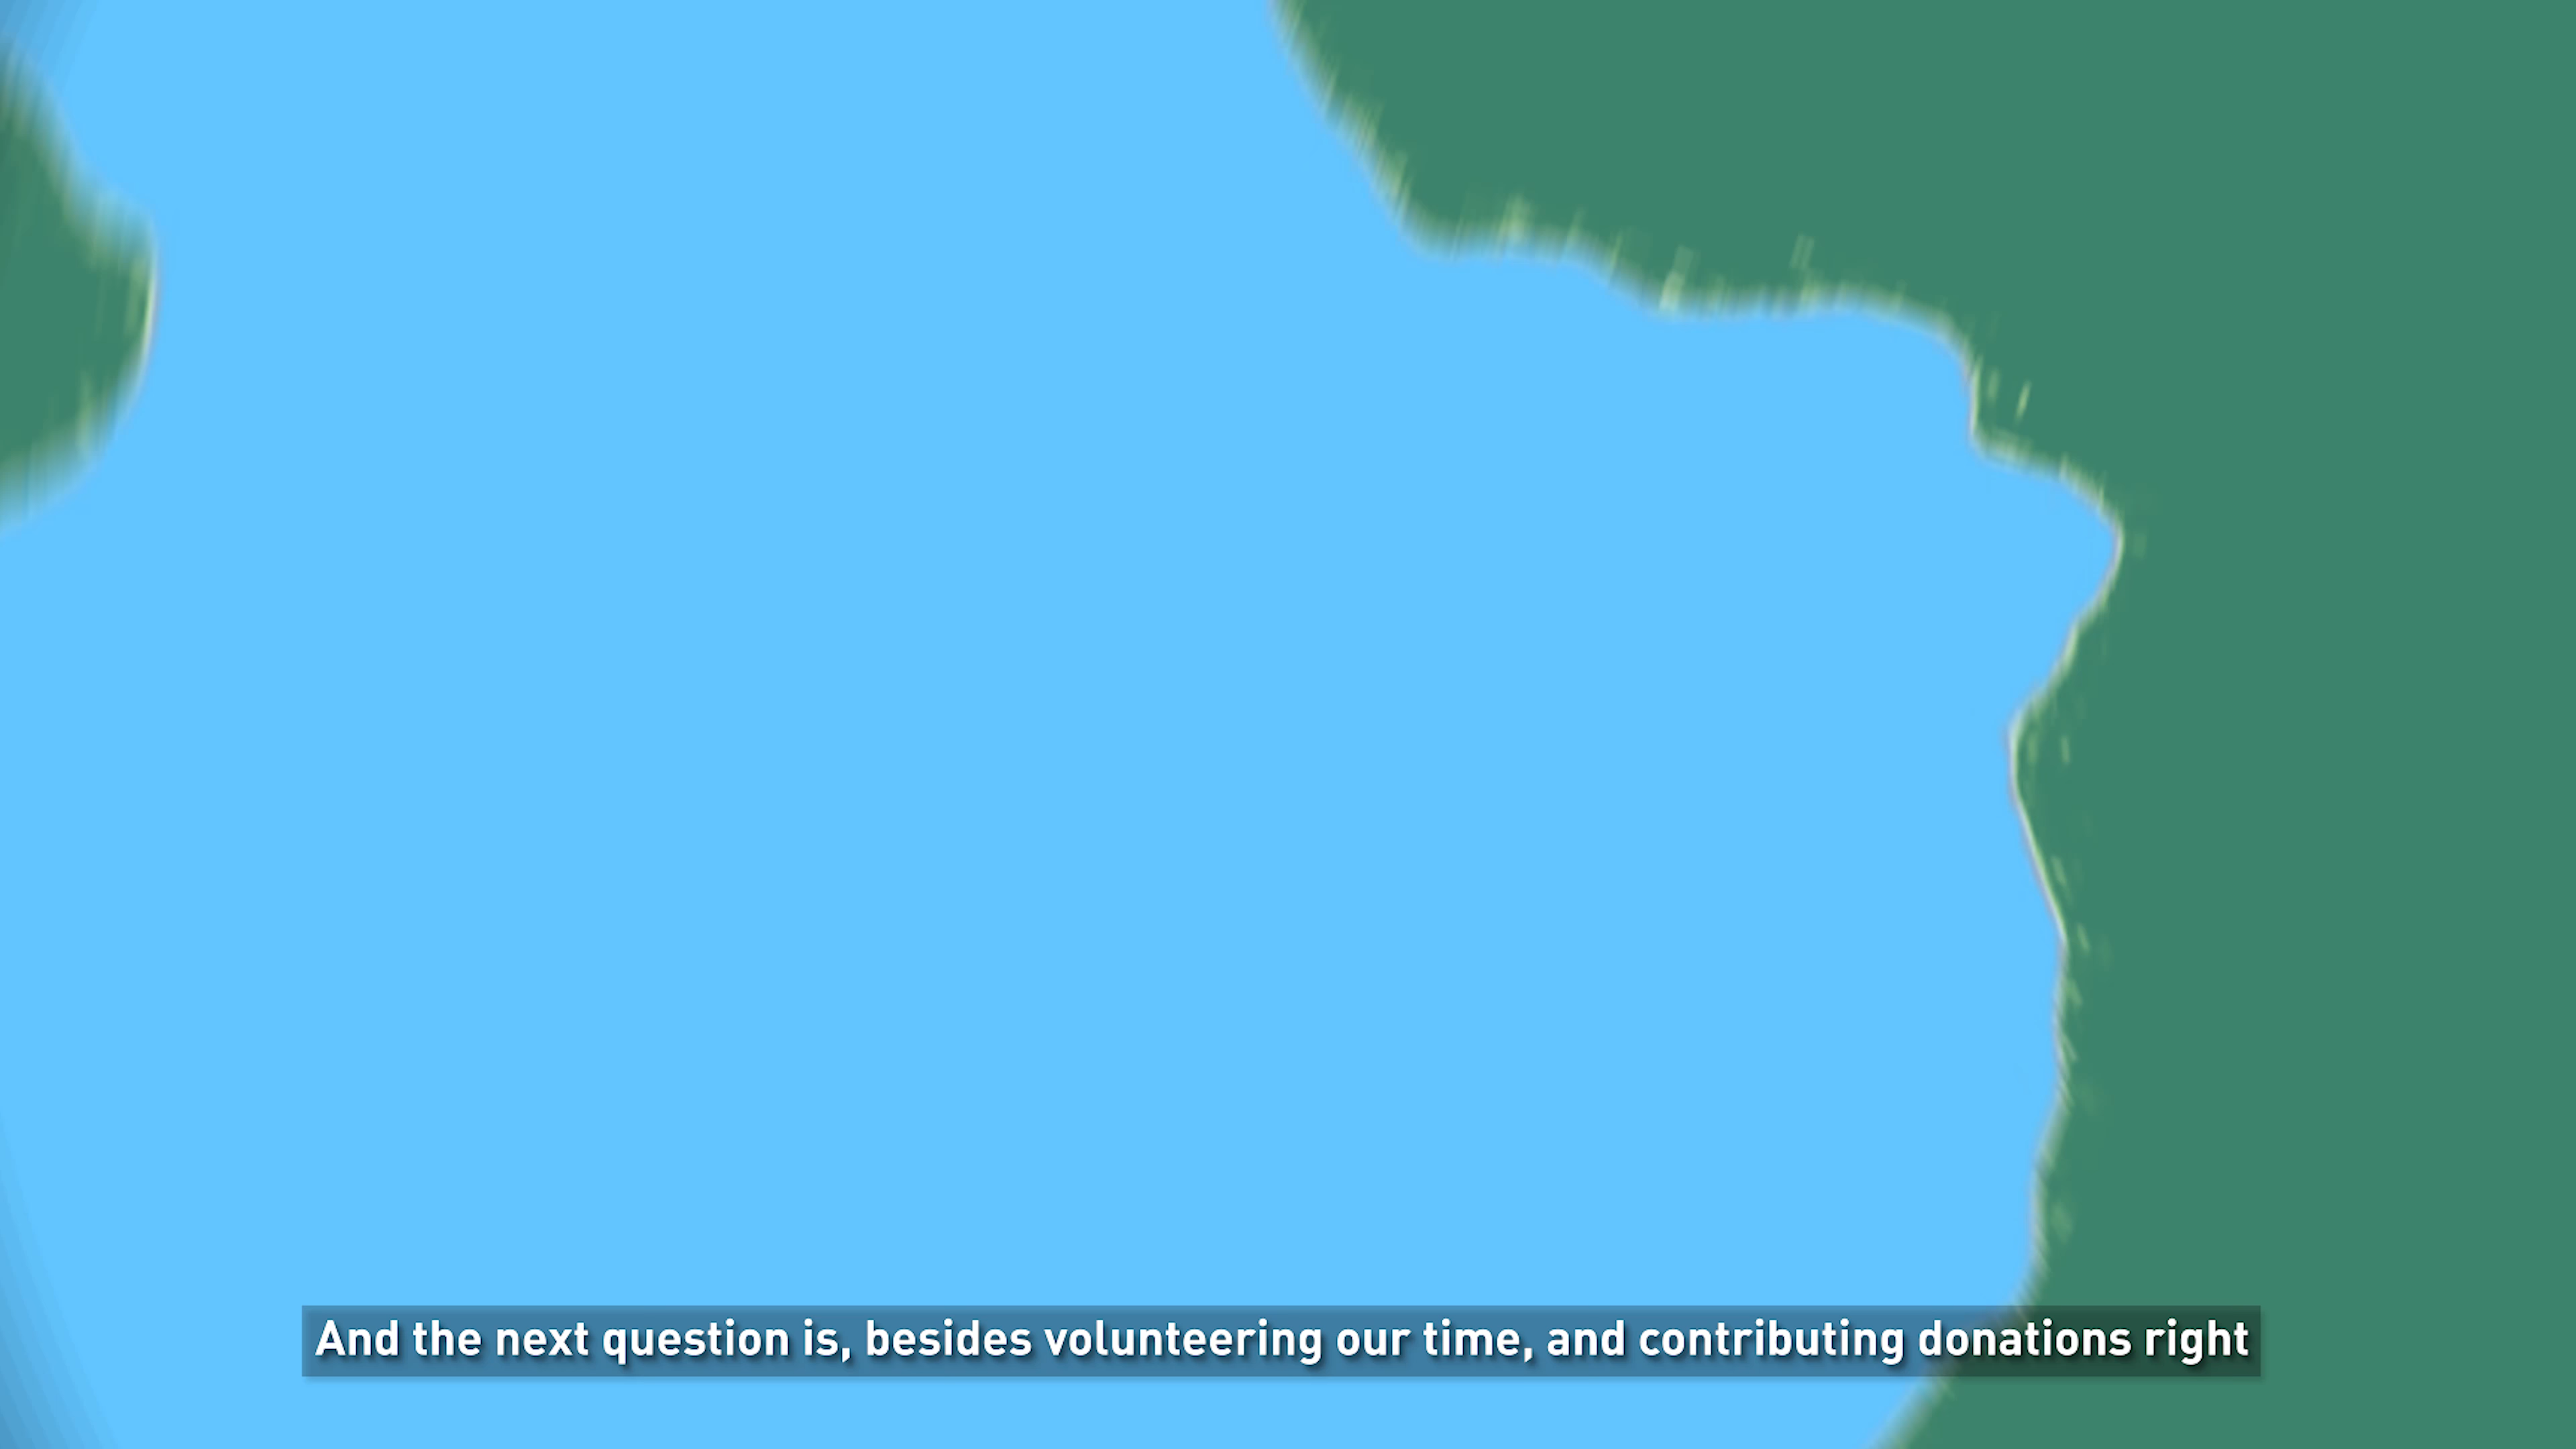 And the next question is, besides volunteering our time, and contributing donations right